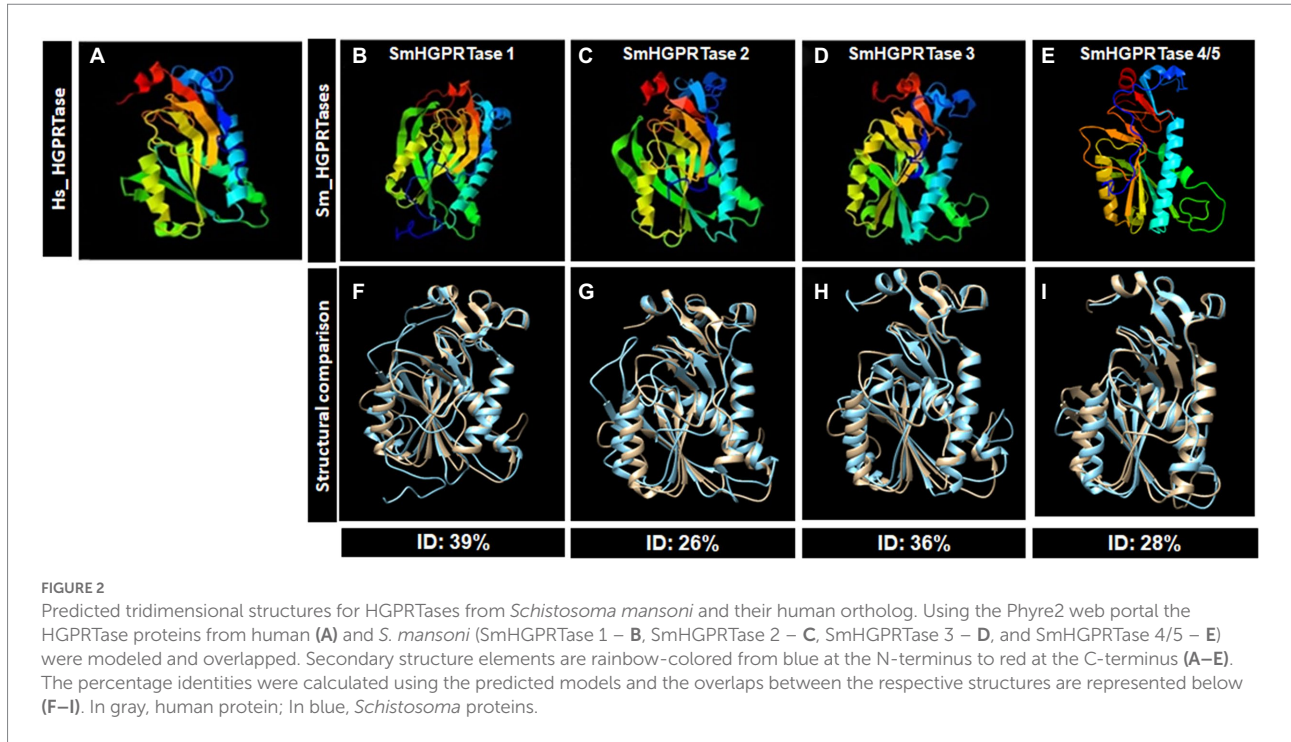 Hs_HGPRTase
A
Sm_HGPRTases
B
SmHGPRTase 1
C
SmHGPRTase 2
D
SmHGPRTase 3
E
SmHGPRTase 4/5
Structural comparison
F
G
H
I
ID: 39%
ID: 26%
ID: 36%
ID: 28%
FIGURE 2
Predicted tridimensional structures for HGPRTases from Schistosoma mansoni and their human ortholog. Using the Phyre2 web portal the
HGPRTase proteins from human (A) and S. mansoni (SmHGPRTase 1 – B, SmHGPRTase 2 – C, SmHGPRTase 3 – D, and SmHGPRTase 4/5 – E)
were modeled and overlapped. Secondary structure elements are rainbow-colored from blue at the N-terminus to red at the C-terminus (A–E).
The percentage identities were calculated using the predicted models and the overlaps between the respective structures are represented below
(F–I). In gray, human protein; In blue, Schistosoma proteins.